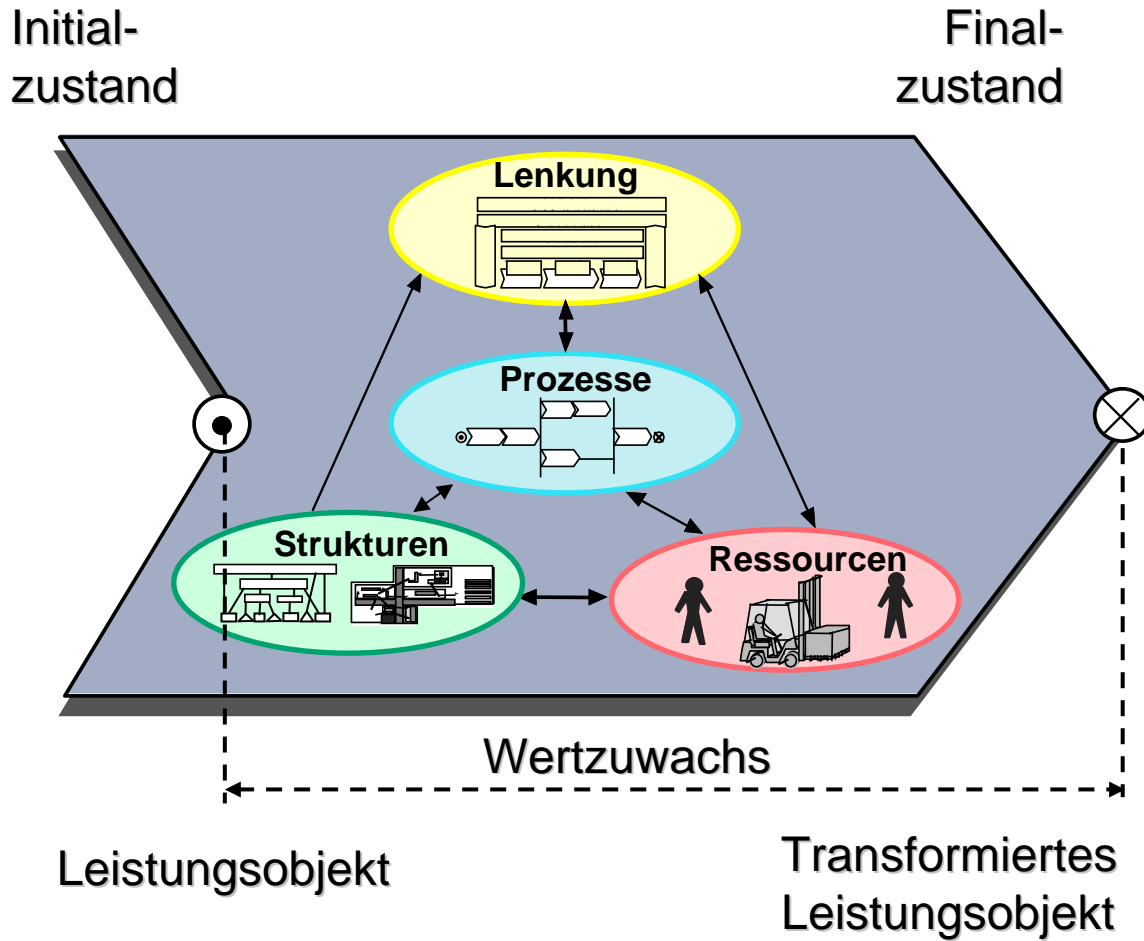 Initial-
zustand
Final-
zustand
Lenkung
Prozesse
Strukturen
Ressourcen
Wertzuwachs
Leistungsobjekt
Transformiertes
Leistungsobjekt